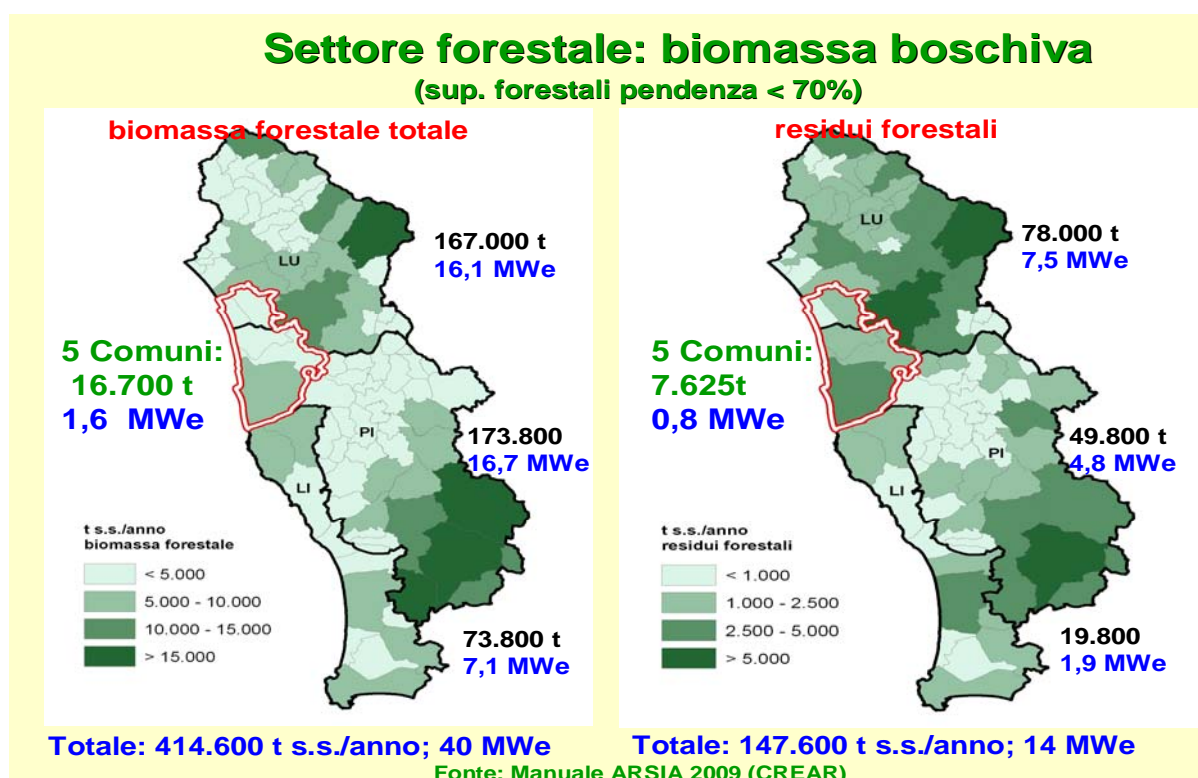 Settore forestale: biomassa boschiva
(sup. forestali pendenza < 70%)
biomassa forestale totale
167.000 t
16,1 MWe
LU
5 Comuni:
16.700 t
1,6 MWe
PI
173.800
16,7 MWe
LI
t s.s./anno
biomassa forestale
< 5.000
5.000 - 10.000
10.000 - 15.000
> 15.000
73.800 t
7,1 MWe
Totale: 414.600 t s.s./anno; 40 MWe
residui forestali
LU
78.000 t
7,5 MWe
5 Comuni:
7.625t
0,8 MWe
49.800 t
PI
4,8 MWe
LI
t s.s./anno
residui forestali
< 1.000
1.000 - 2.500
2.500 - 5.000
> 5.000
19.800
1,9 MWe
Totale: 147.600 t s.s./anno; 14 MWe
Fonte: Manuale ARSIA 2009 (CREAR)